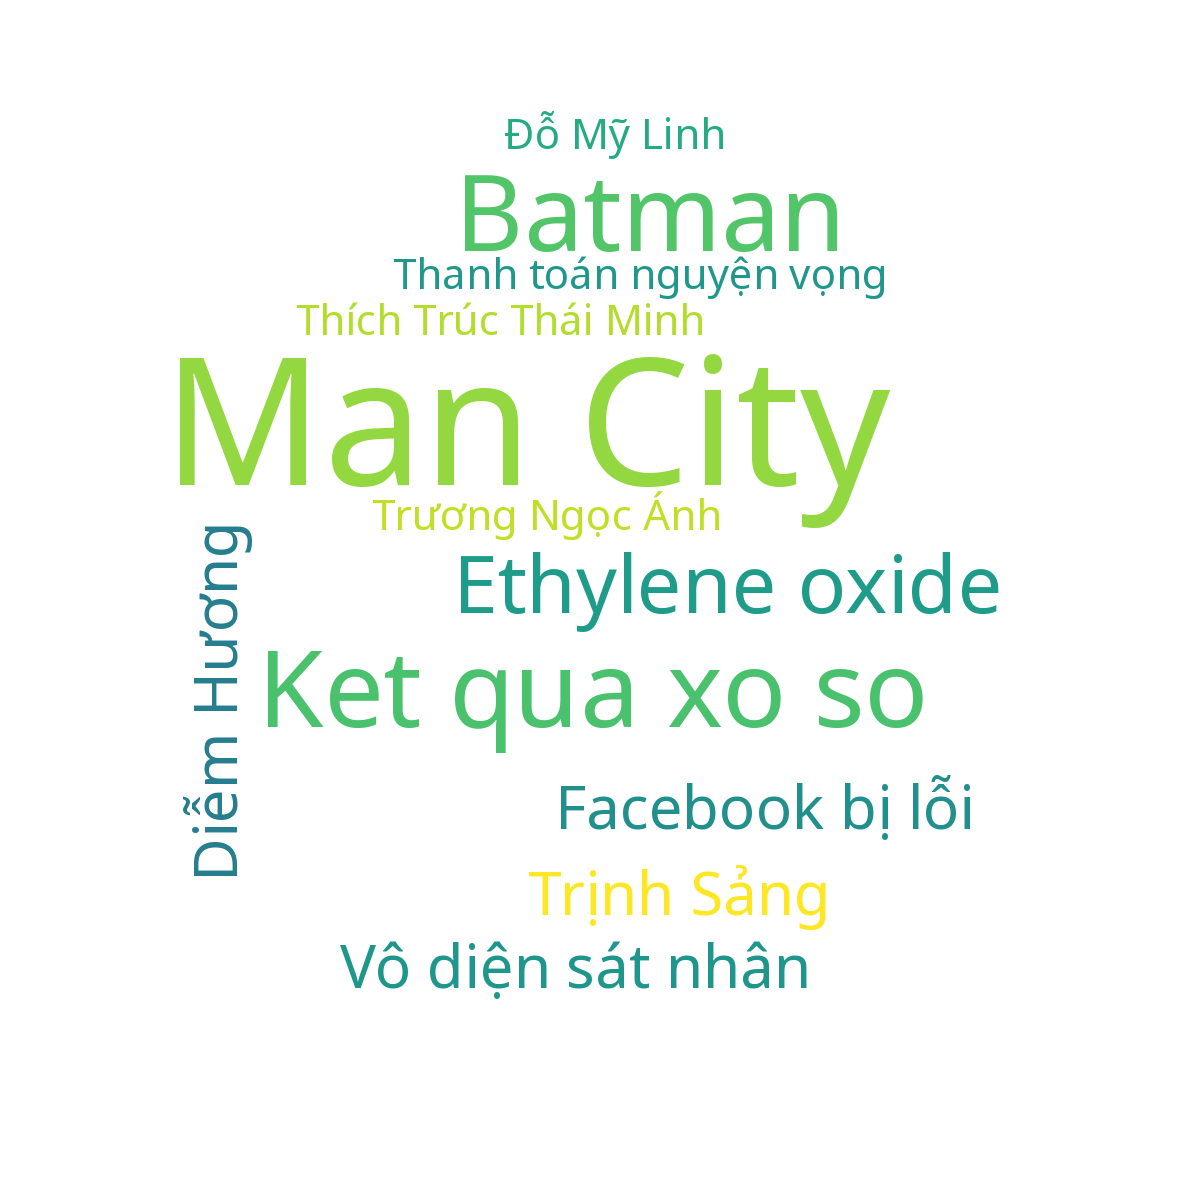 Đỗ Mỹ Linh
Batman
Thanh toán nguyện vọng
Thích Trúc Thái Minh
Man City
Trương Ngọc Ánh
Ethylene oxide
Diễm Hương
Ket qua xo so
Facebook bị lỗi
Trịnh Sảng
Vô diện sát nhân